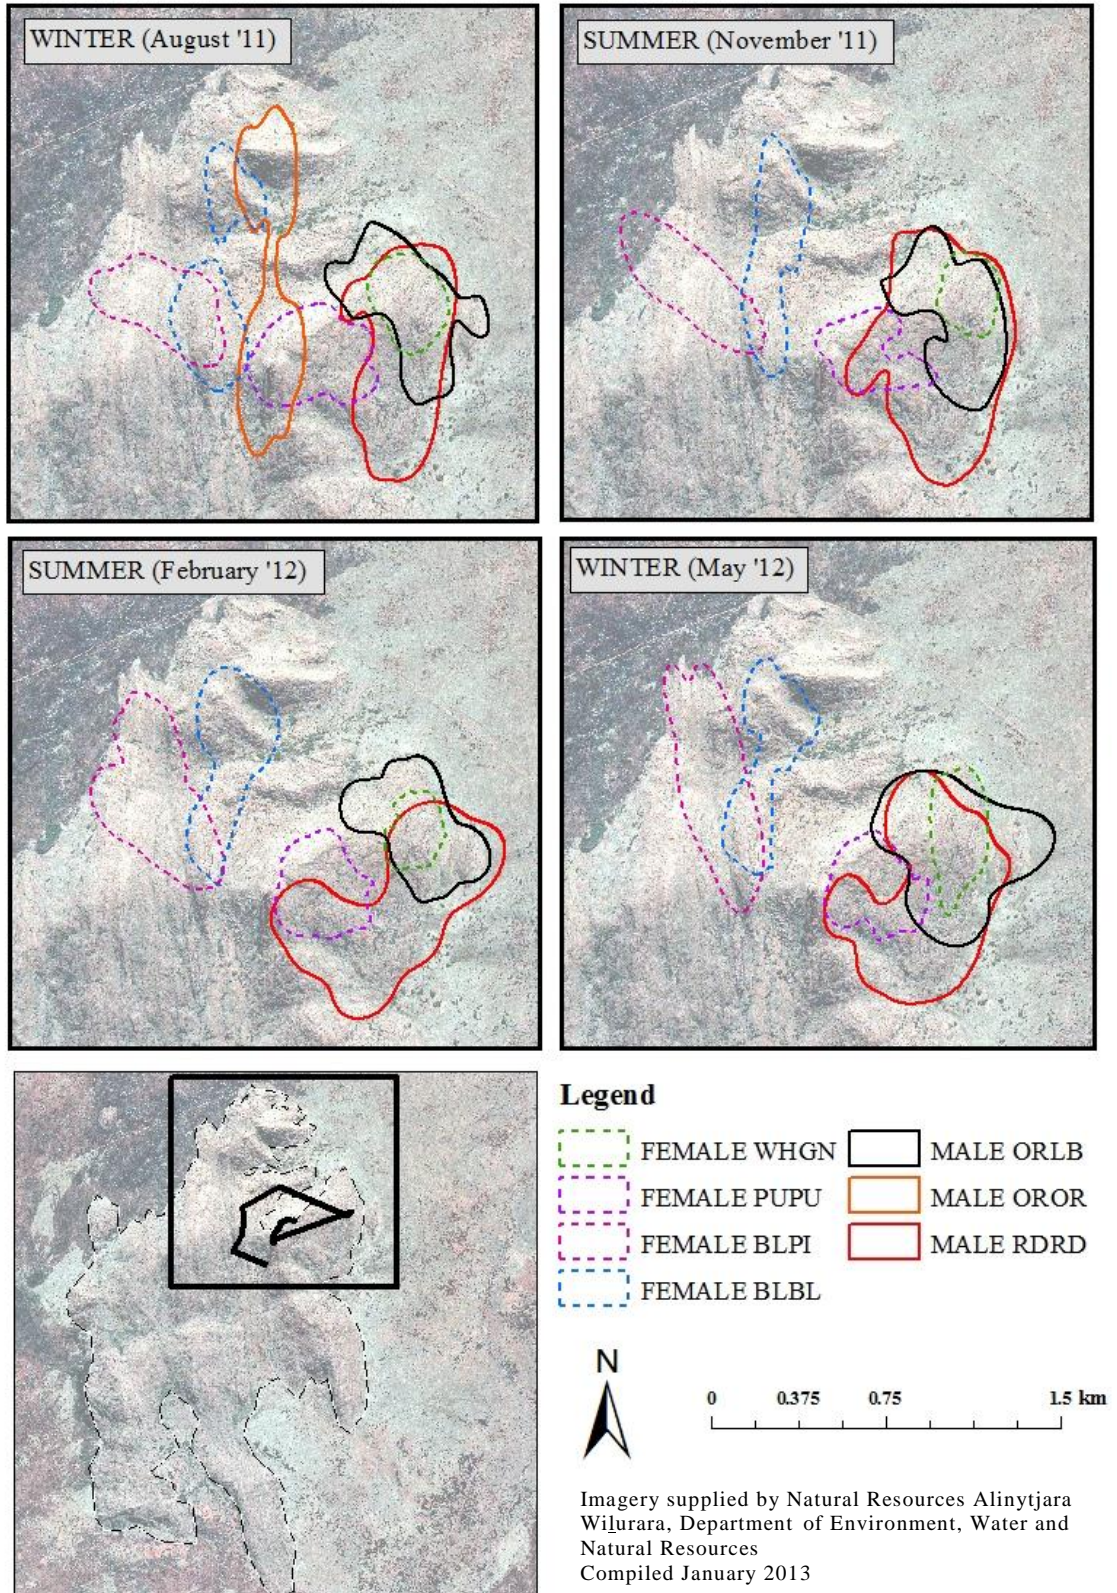 WINTER (August '11)
SUMMER (November '11)
SUMMER (February '12)
WINTER (May '12)
Legend
FEMALE WHGN
FEMALE PUPU
FEMALE BLPI
FEMALE BLBL
MALE ORLB
MALE OROR
MALE RDRD
N
0 0.375 0.75 1.5 km
Imagery supplied by Natural Resources Alinytjara
Wiḻurara, Department of Environment, Water and
Natural Resources
Compiled January 2013